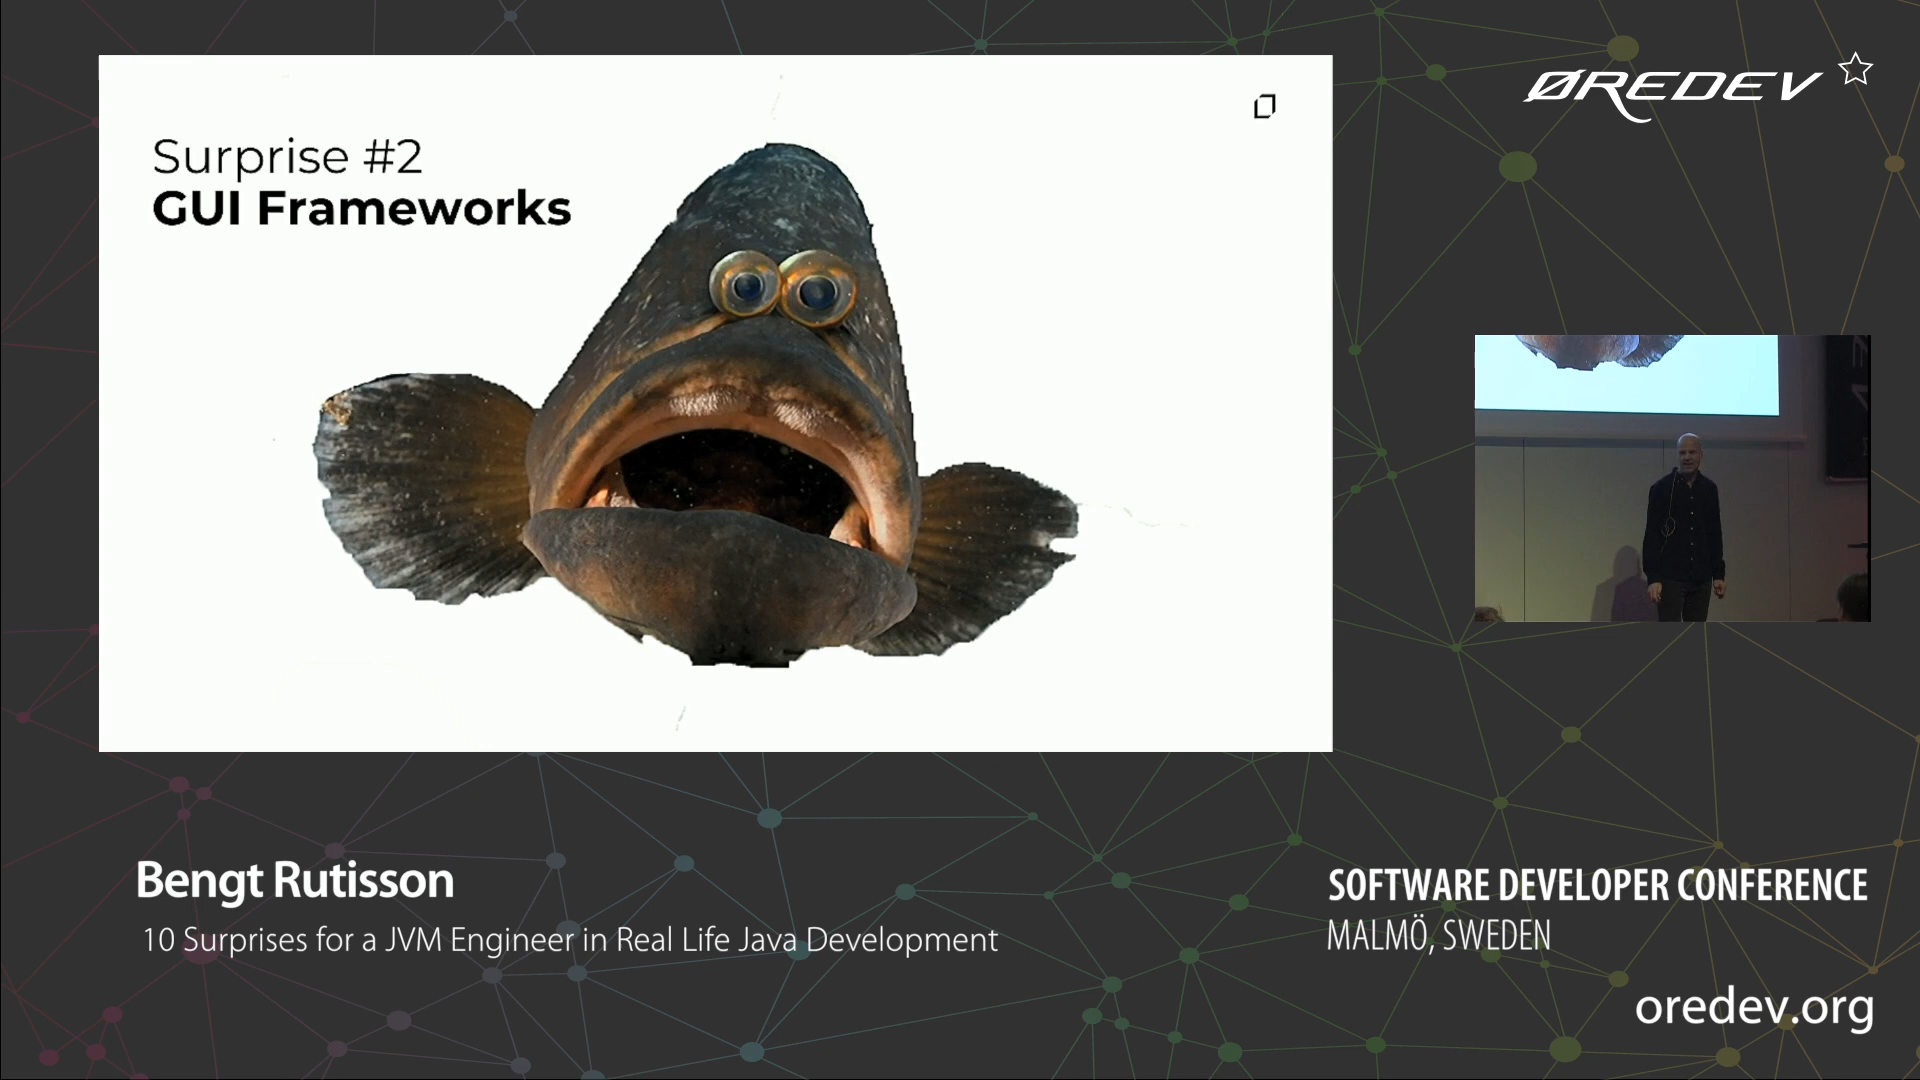 Surprise #2
GUI Frameworks
ØREDEV
Bengt Rutisson
10 Surprises for a JVM Engineer in Real Life Java Development
SOFTWARE DEVELOPER CONFERENCE
MALMÖ, SWEDEN
oredev.org